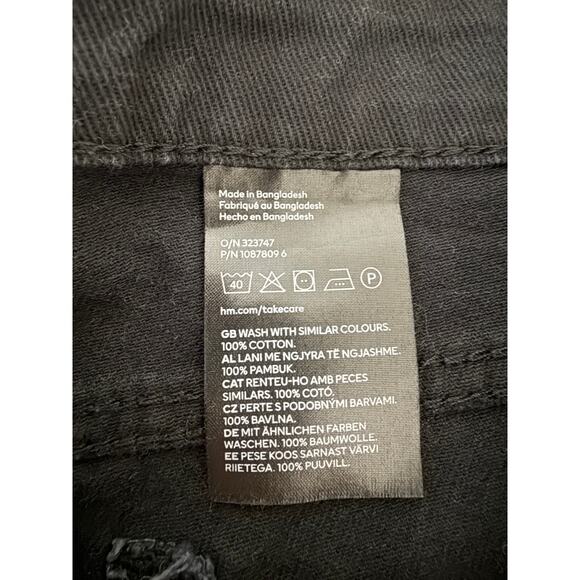 Made in Bangladesh
Fabriqué au Bangladesh
Hecho en Bangladesh
O/N 323747
P/N 1087809 6
40 P
hm.com/takecare
GB WASH WITH SIMILAR COLOURS.
100% COTTON.
AL LANI ME NGJYRA TË NGJASHME.
100% PAMBUK.
CAT RENTEU-HO AMB PECES
SIMILARS. 100% COTÓ.
CZ PERTE S PODOBNÝMI BARVAMI.
100% BAVLNA.
DE MIT ÄHNLICHEN FARBEN
WASCHEN. 100% BAUMWOLLE.
EE PESE KOOS SARNAST VÄRVI
RIIETEGA. 100% PUUVILL.